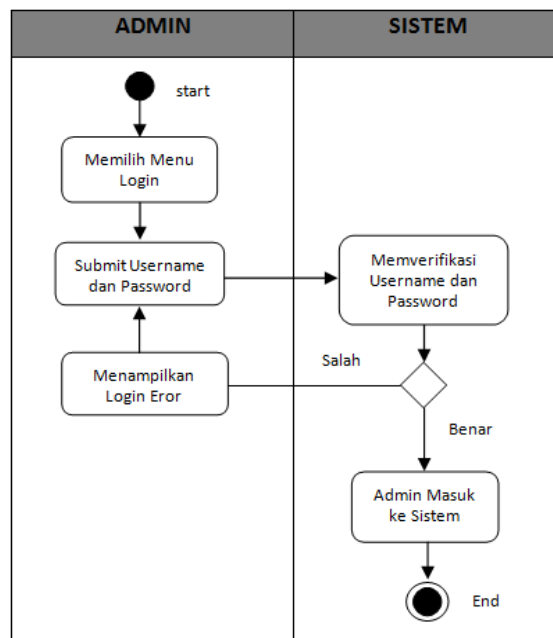 ADMIN
SISTEM
start
Memilih Menu
Login
Submit Username
dan Password
Memverifikasi
Username dan
Password
Salah
Menampilkan
Login Eror
Benar
Admin Masuk
ke Sistem
End